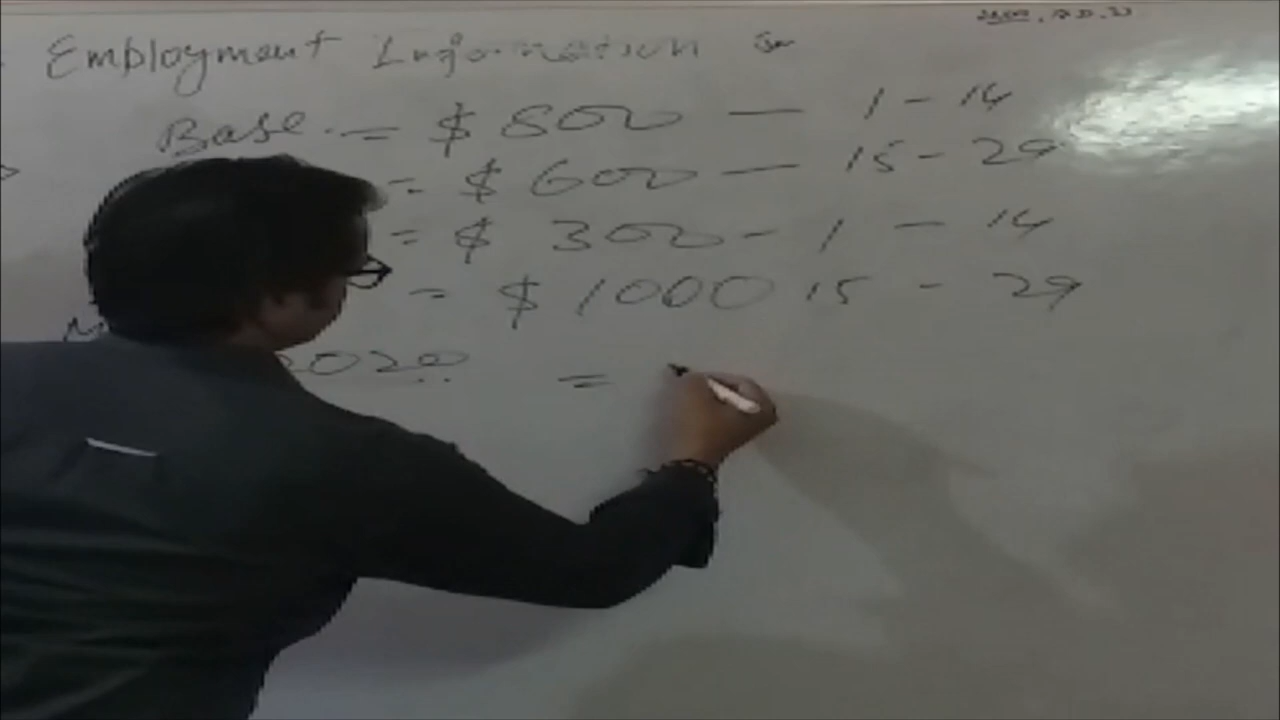 Employment Information
Base. = $ 800 — 1 - 14
= $ 600 — 15 - 29
= $ 300 - 1 - 14
= $ 1000 15 - 29
2020 =